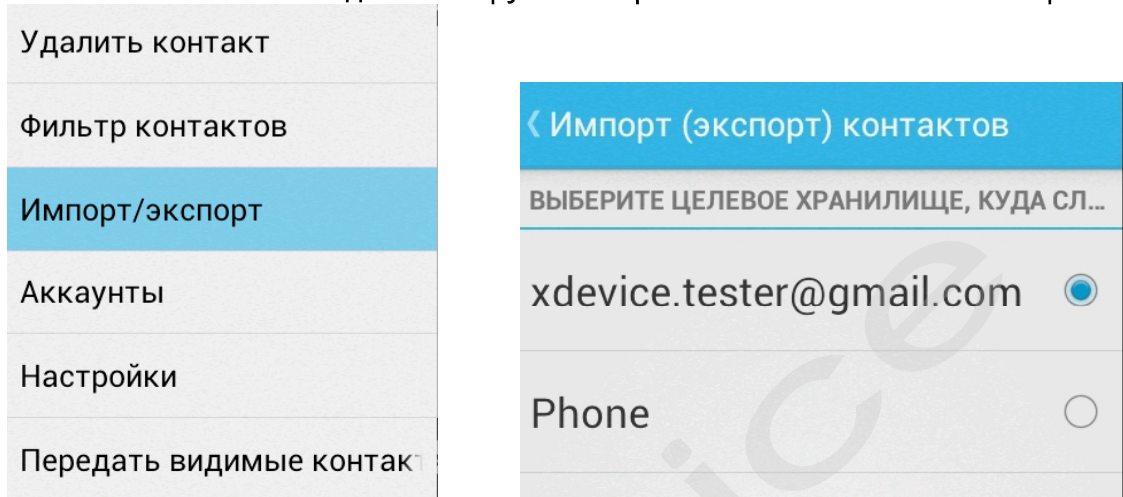 Удалить контакт
Фильтр контактов
Импорт/экспорт
Аккаунты
Настройки
Передать видимые контакт
Импорт (экспорт) контактов
ВЫБЕРИТЕ ЦЕЛЕВОЕ ХРАНИЛИЩЕ, КУДА СЛ...
xdevice.tester@gmail.com
Phone